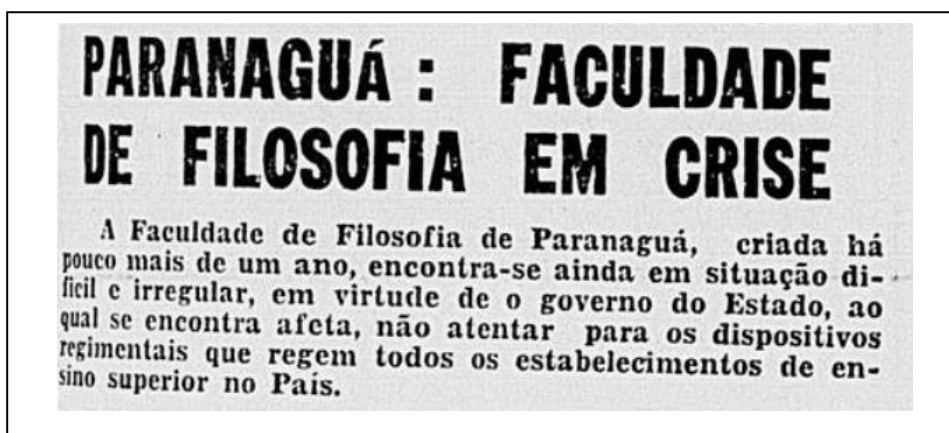 PARANAGUÁ : FACULDADE
DE FILOSOFIA EM CRISE
A Faculdade de Filosofia de Paranaguá, criada há
pouco mais de um ano, encontra-se ainda em situação di-
ficil e irregular, em virtude de o governo do Estado, ao
qual se encontra afeta, não atentar para os dispositivos
regimentais que regem todos os estabelecimentos de en-
sino superior no País.